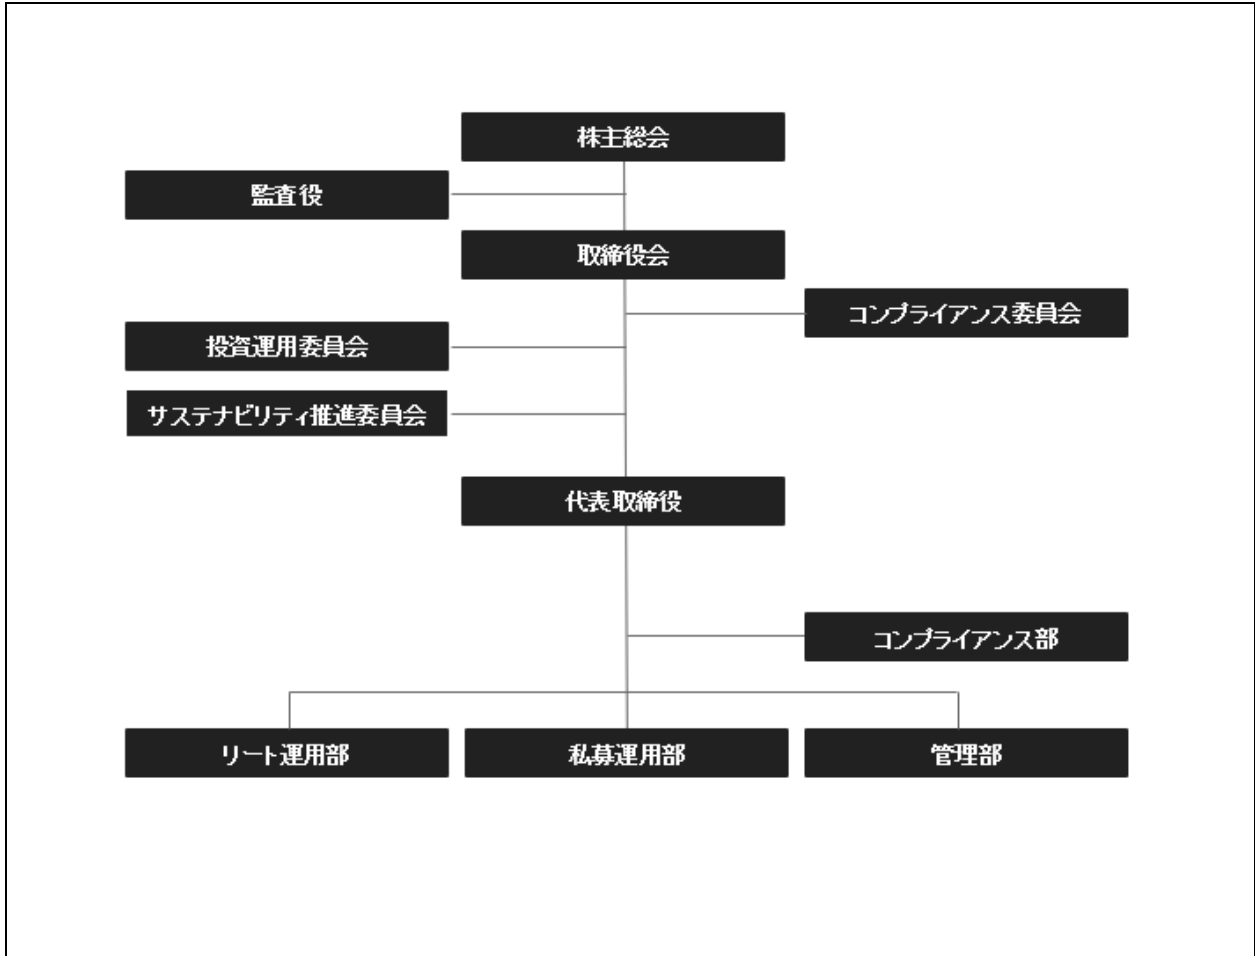 株主総会
監査役
取締役会
コンプライアンス委員会
投資運用委員会
サステナビリティ推進委員会
代表取締役
コンプライアンス部
リート運用部
私募運用部
管理部